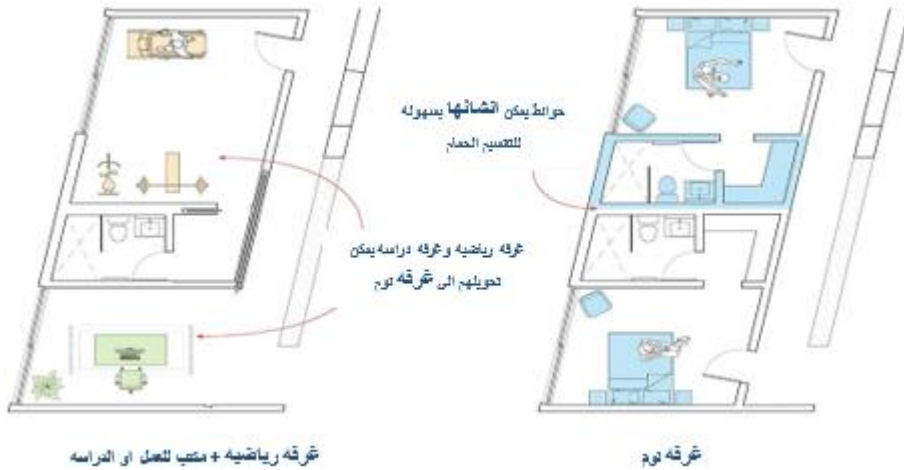 حوائط يمكن انشائها بسهوله
للتقسيم الحمام
غرفه رياضيه وغرفه دراسه يمكن
تحويلهم الى غرفه نوم
غرفه نوم
غرفه رياضيه + مكتب للعمل او الدراسه